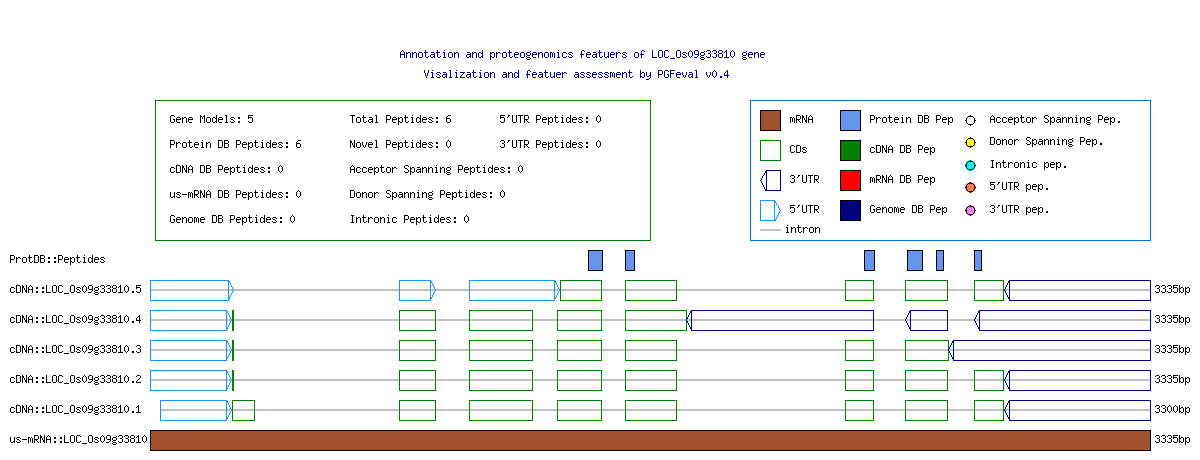 Annotation and proteogenomics featuers of LOC_Os09g33810 gene
Visalization and featuer assessment by PGFeval v0.4
Gene Models: 5 Total Peptides: 6 5'UTR Peptides: 0
Protein DB Peptides: 6 Novel Peptides: 0 3'UTR Peptides: 0
cDNA DB Peptides: 0 Acceptor Spanning Peptides: 0
us-mRNA DB Peptides: 0 Donor Spanning Peptides: 0
Genome DB Peptides: 0 Intronic Peptides: 0
mRNA Protein DB Pep Acceptor Spanning Pep.
CDs cDNA DB Pep Donor Spanning Pep.
3'UTR mRNA DB Pep Intronic pep.
5'UTR Genome DB Pep 5'UTR pep.
intron 3'UTR pep.
ProtDB::Peptides
cDNA::LOC_Os09g33810.5 3335bp
cDNA::LOC_Os09g33810.4 3335bp
cDNA::LOC_Os09g33810.3 3335bp
cDNA::LOC_Os09g33810.2 3335bp
cDNA::LOC_Os09g33810.1 3300bp
us-mRNA::LOC_Os09g33810 3335bp